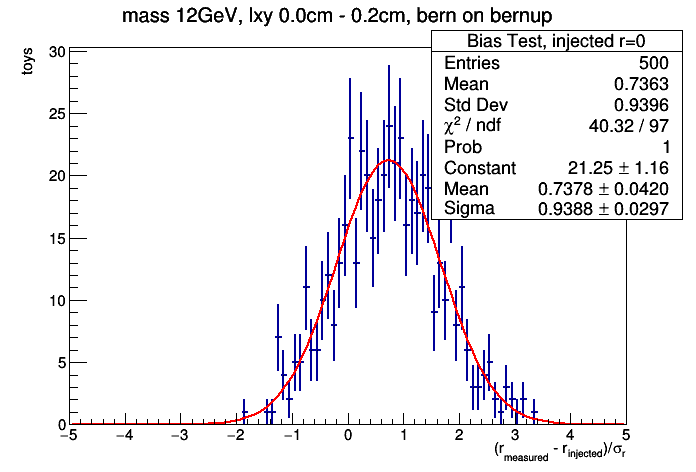 mass 12GeV, lxy 0.0cm - 0.2cm, bern on bernup
Bias Test, injected r=0
Entries 500
Mean 0.7363
Std Dev 0.9396
χ² / ndf 40.32 / 97
Prob 1
Constant 21.25 ± 1.16
Mean 0.7378 ± 0.0420
Sigma 0.9388 ± 0.0297
toys
30
25
20
15
10
5
0
−5 −4 −3 −2 −1 0 1 2 3 4 5
(r_measured - r_injected)/σ_r